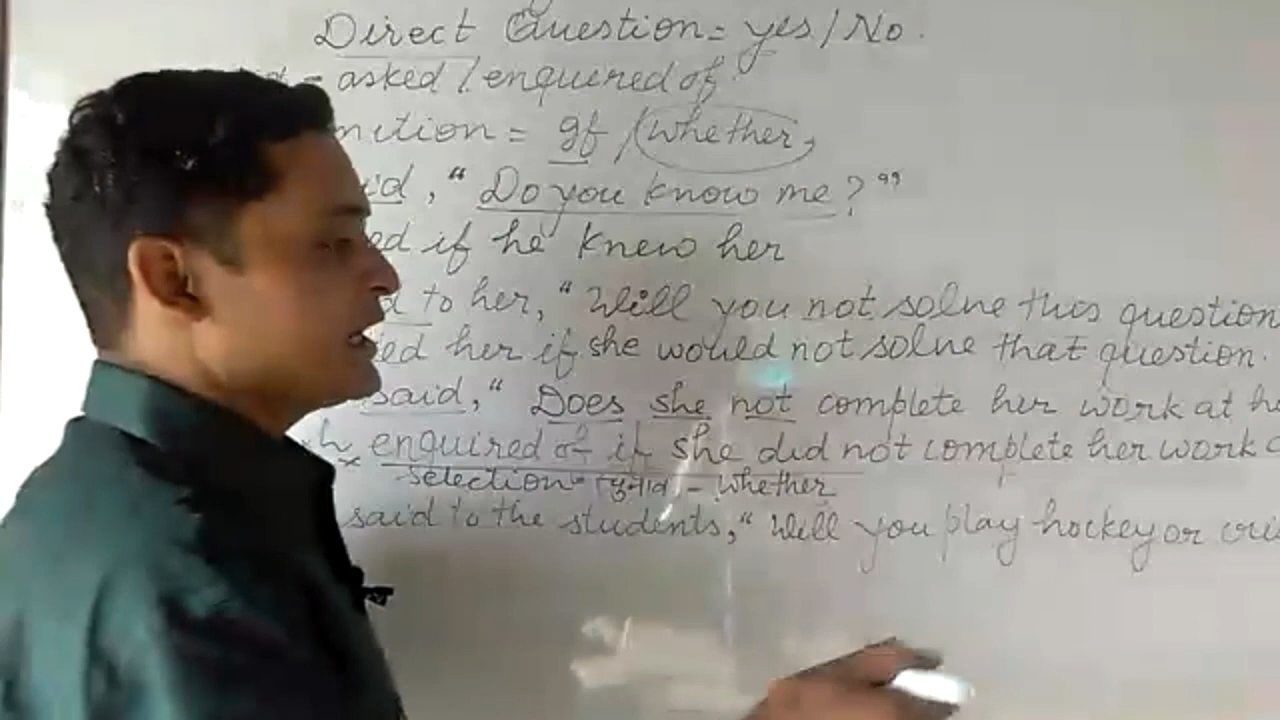 Direct Question = yes / No.
- asked / enquired of
nction = If / whether,
id, "Do you know me?"
ed if he knew her
d to her, "Will you not solve this question
ed her if she would not solve that question.
said, "Does she not complete her work at h
enquired of if she did not complete her work
selection = चुनाव - whether
said to the students, "Will you play hockey or cri